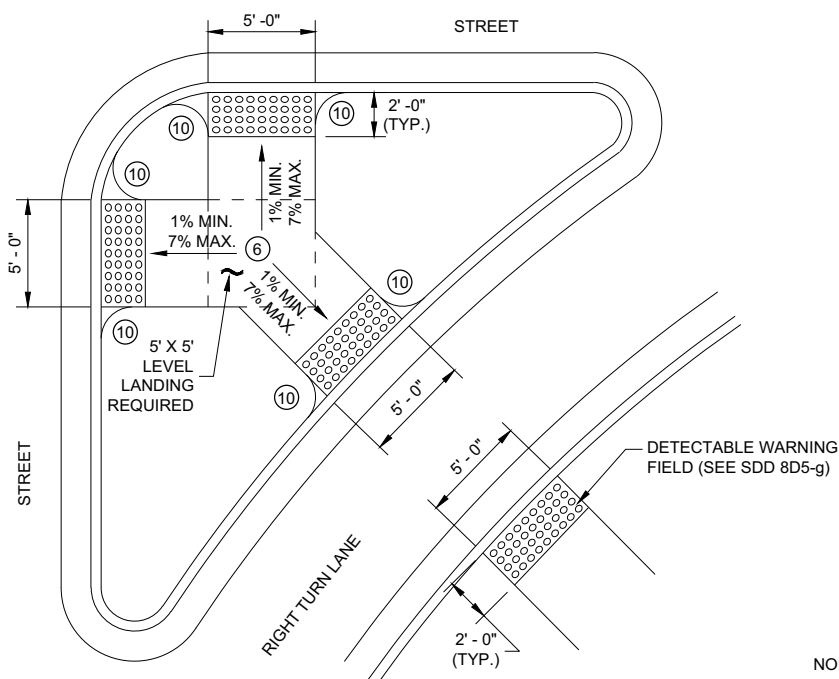 5' -0"
STREET
2' -0"
(TYP.)
10
10
10
1% MIN.
7% MAX.
1% MIN.
7% MAX.
6
5' - 0"
1% MIN.
7% MAX.
10
10
10
5' X 5'
LEVEL
LANDING
REQUIRED
5' - 0"
5' - 0"
DETECTABLE WARNING
FIELD (SEE SDD 8D5-g)
STREET
RIGHT TURN LANE
2' - 0"
(TYP.)
NO